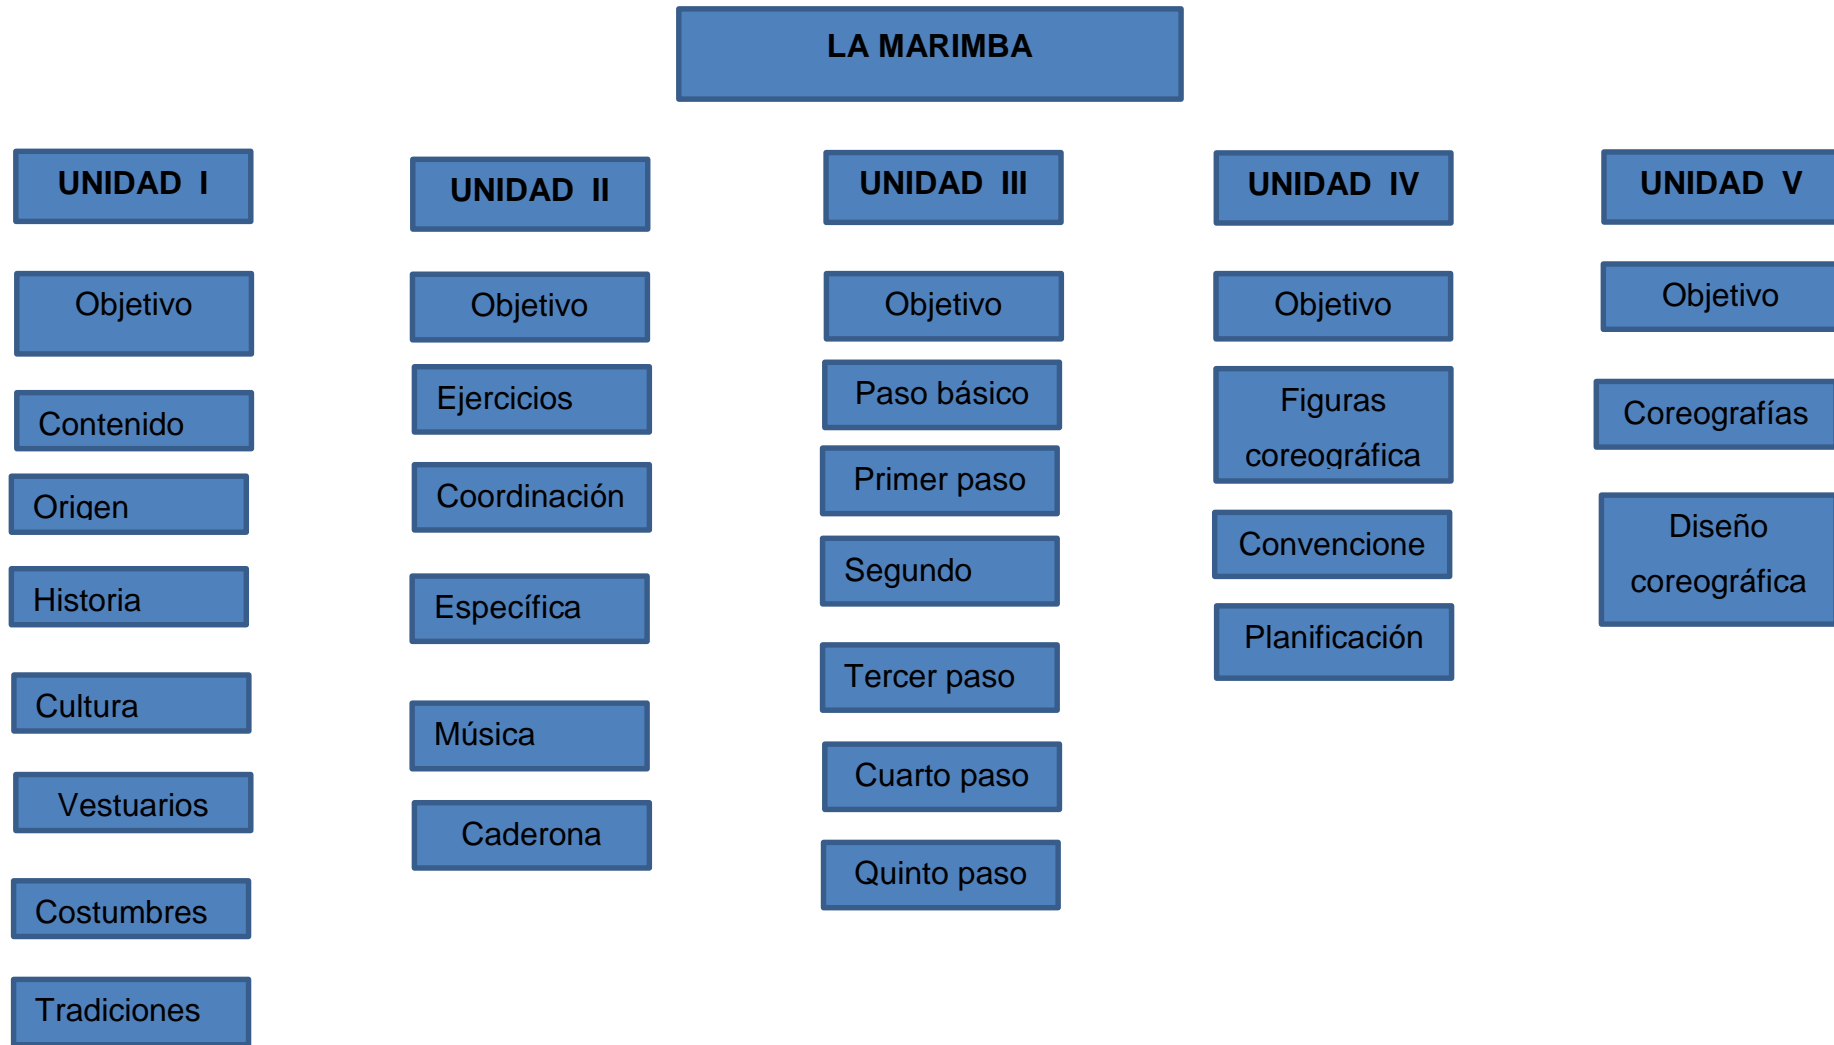 LA MARIMBA
UNIDAD I
Objetivo
Contenido
Origen
Historia
Cultura
Vestuarios
Costumbres
Tradiciones
UNIDAD II
Objetivo
Ejercicios
Coordinación
Específica
Música
Caderona
UNIDAD III
Objetivo
Paso básico
Primer paso
Segundo
Tercer paso
Cuarto paso
Quinto paso
UNIDAD IV
Objetivo
Figuras
coreográfica
Convencione
Planificación
UNIDAD V
Objetivo
Coreografías
Diseño
coreográfica